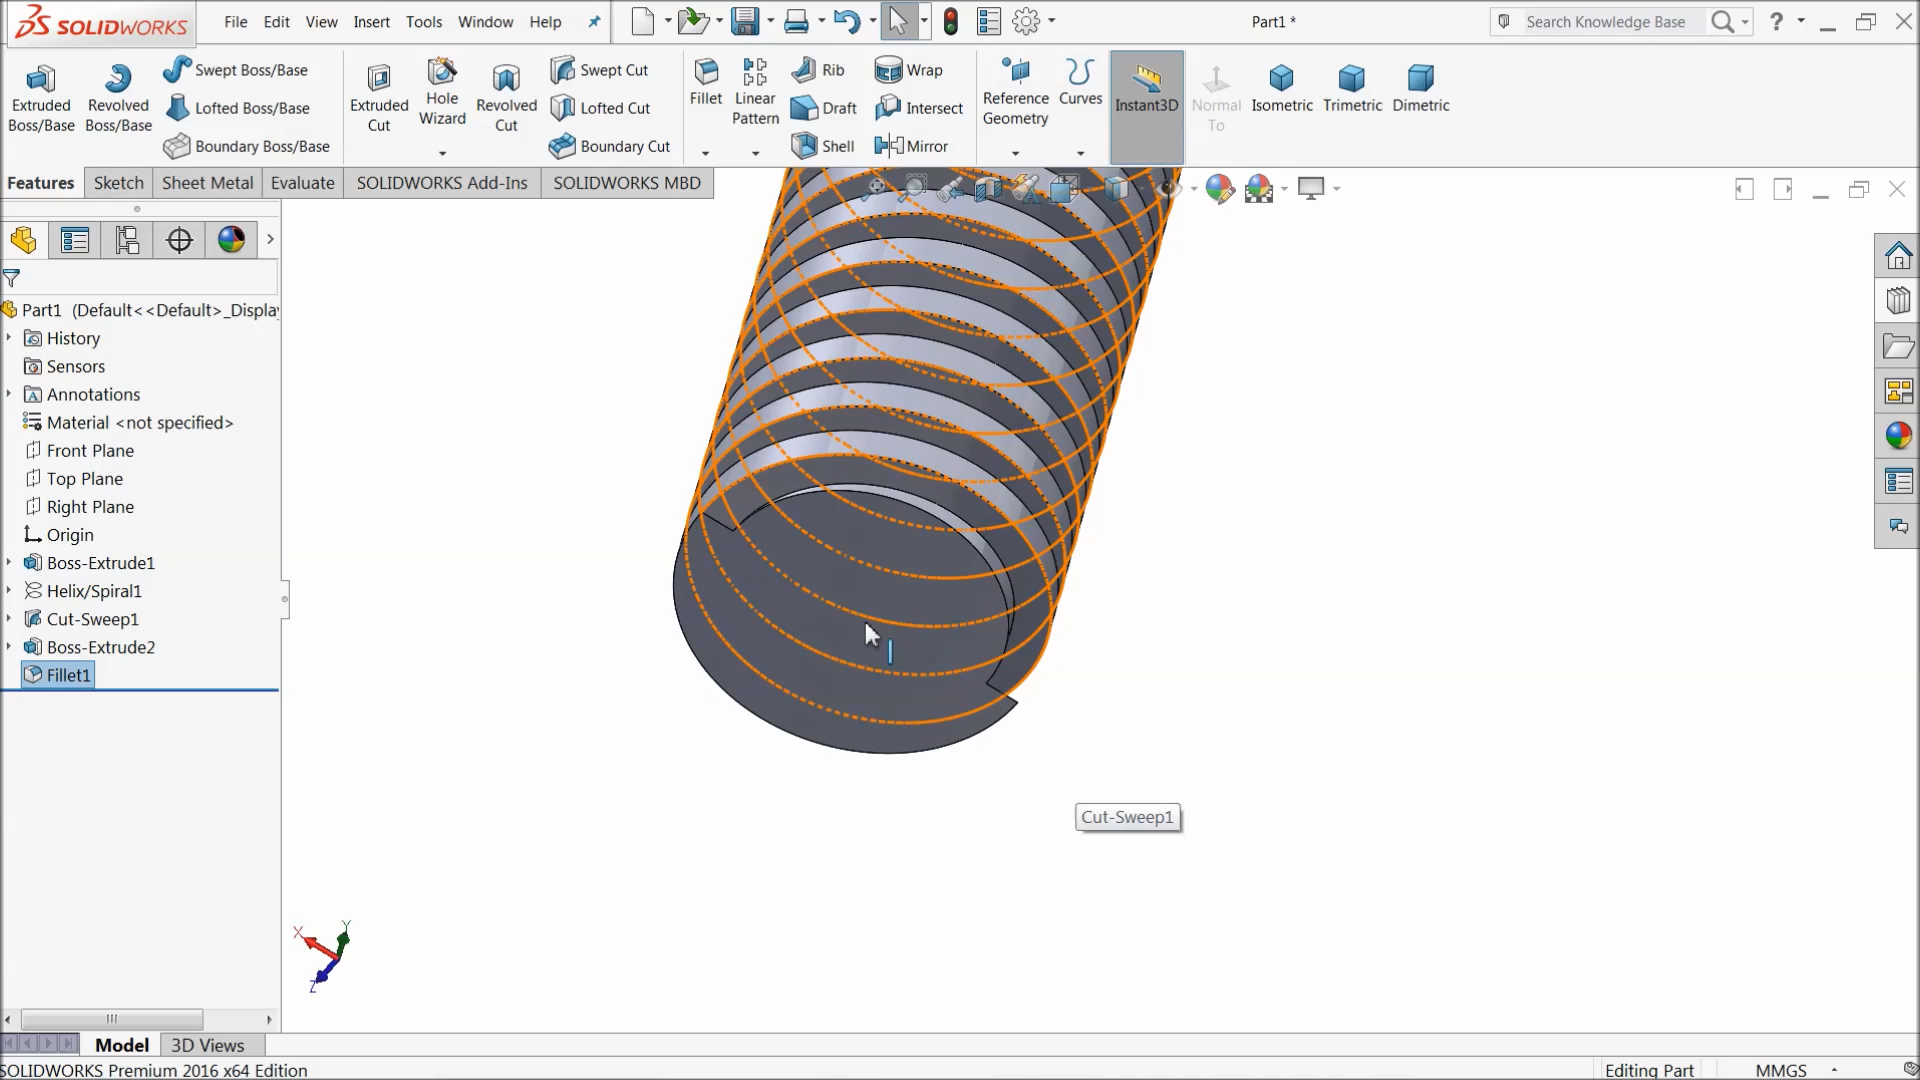 SOLIDWORKS File Edit View Insert Tools Window Help Part1 * Search Knowledge Base ?
Extruded Boss/Base
Revolved Boss/Base
Swept Boss/Base
Lofted Boss/Base
Boundary Boss/Base
Extruded Cut
Hole Wizard
Revolved Cut
Swept Cut
Lofted Cut
Boundary Cut
Fillet
Linear Pattern
Rib
Draft
Shell
Wrap
Intersect
Mirror
Reference Geometry
Curves
Instant3D
Normal To
Isometric
Trimetric
Dimetric
Features Sketch Sheet Metal Evaluate SOLIDWORKS Add-Ins SOLIDWORKS MBD
Part1 (Default<<Default>_Display
History
Sensors
Annotations
Material <not specified>
Front Plane
Top Plane
Right Plane
Origin
Boss-Extrude1
Helix/Spiral1
Cut-Sweep1
Boss-Extrude2
Fillet1
Cut-Sweep1
X
Y
Z
Model 3D Views
SOLIDWORKS Premium 2016 x64 Edition Editing Part MMGS